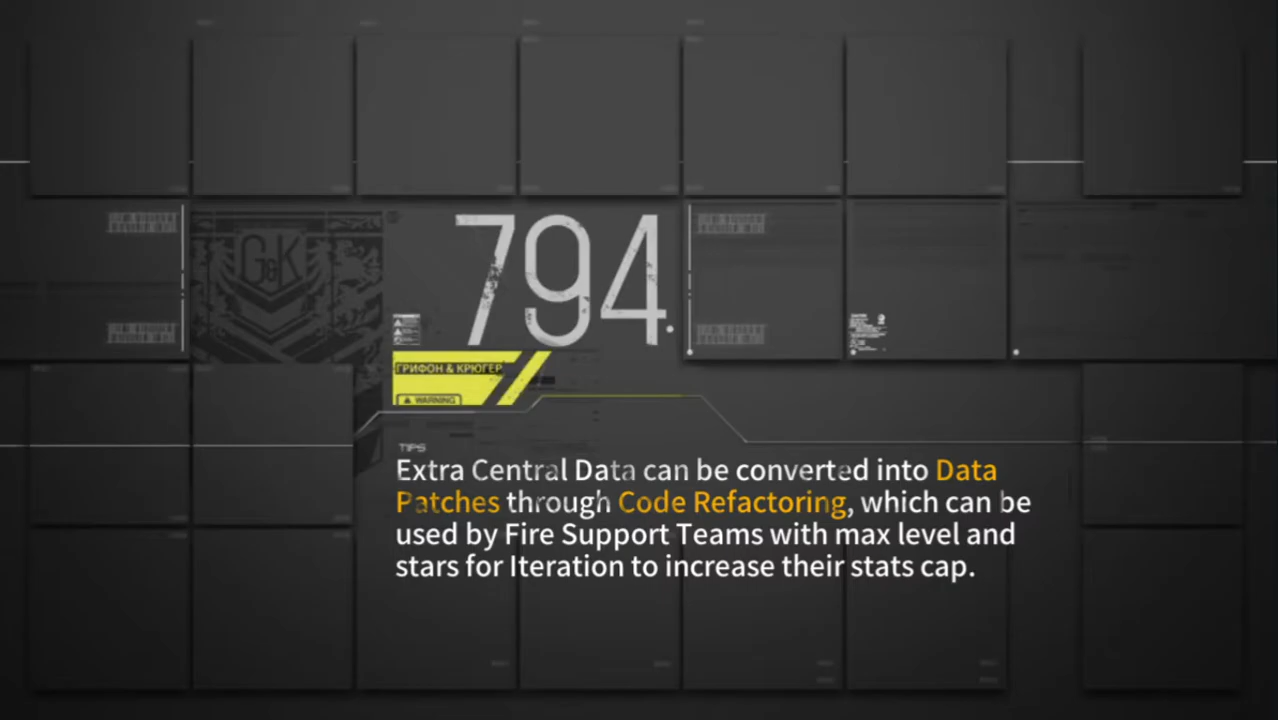 G&K
794.
ГРИФОН & КРЮГЕР
WARNING
TIPS
Extra Central Data can be converted into Data
Patches through Code Refactoring, which can be
used by Fire Support Teams with max level and
stars for Iteration to increase their stats cap.